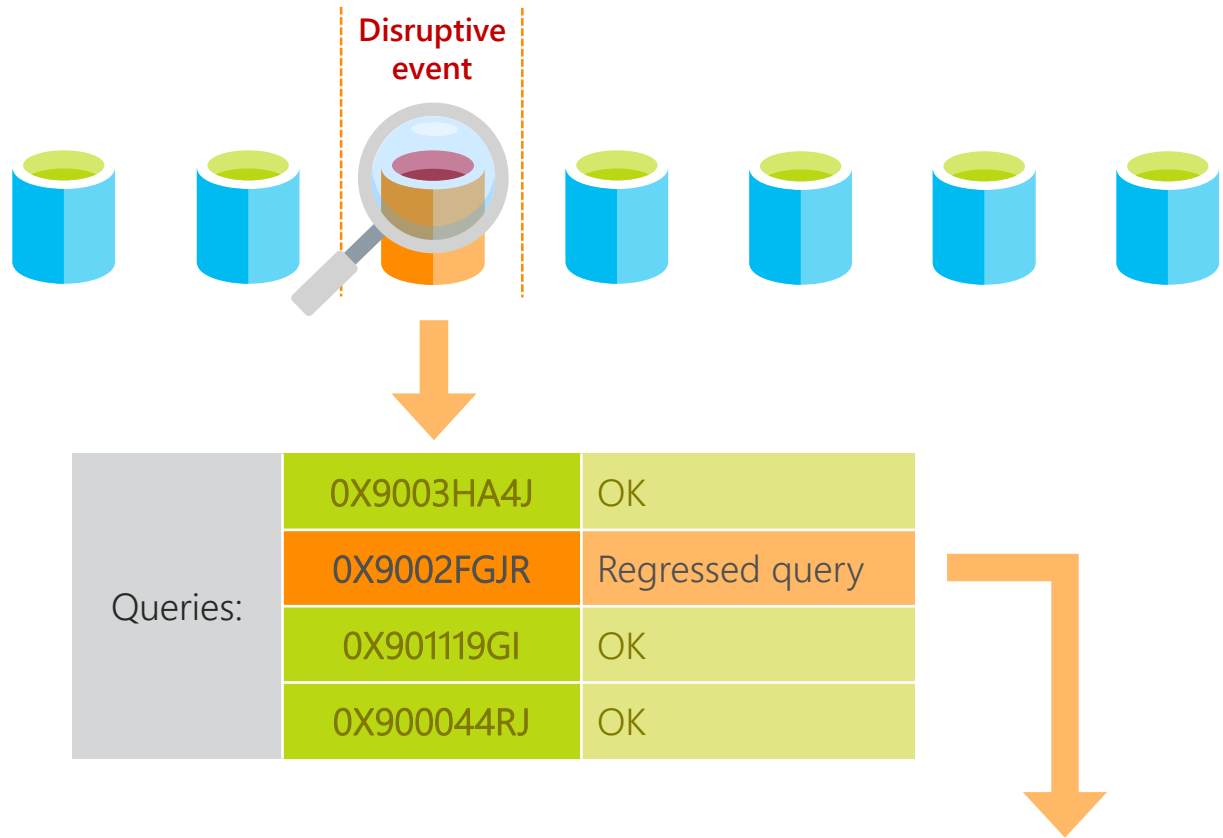 Disruptive
event
0X9003HA4J OK
Queries:
0X9002FGJR Regressed query
0X901119GI OK
0X900044RJ OK